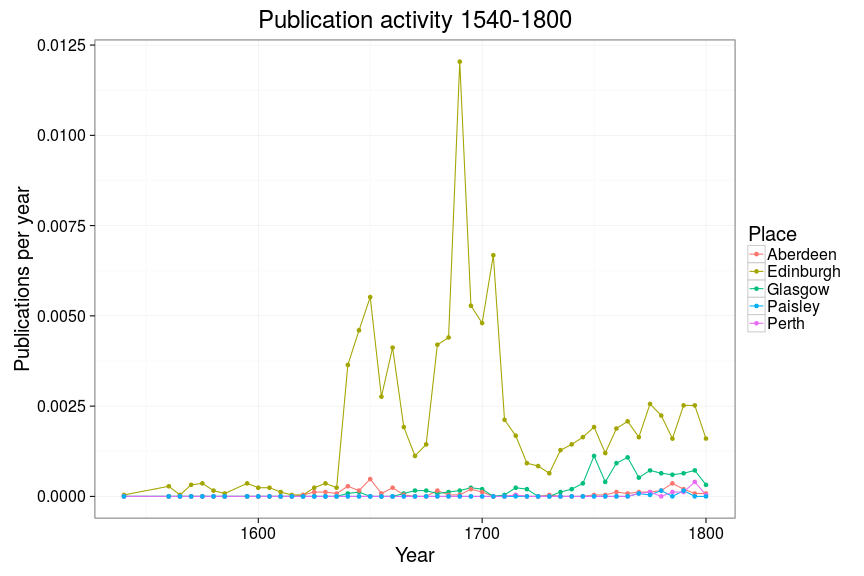 Publication activity 1540-1800
Publications per year
0.0125
0.0100
0.0075
0.0050
0.0025
0.0000
1600
1700
1800
Year
Place
Aberdeen
Edinburgh
Glasgow
Paisley
Perth